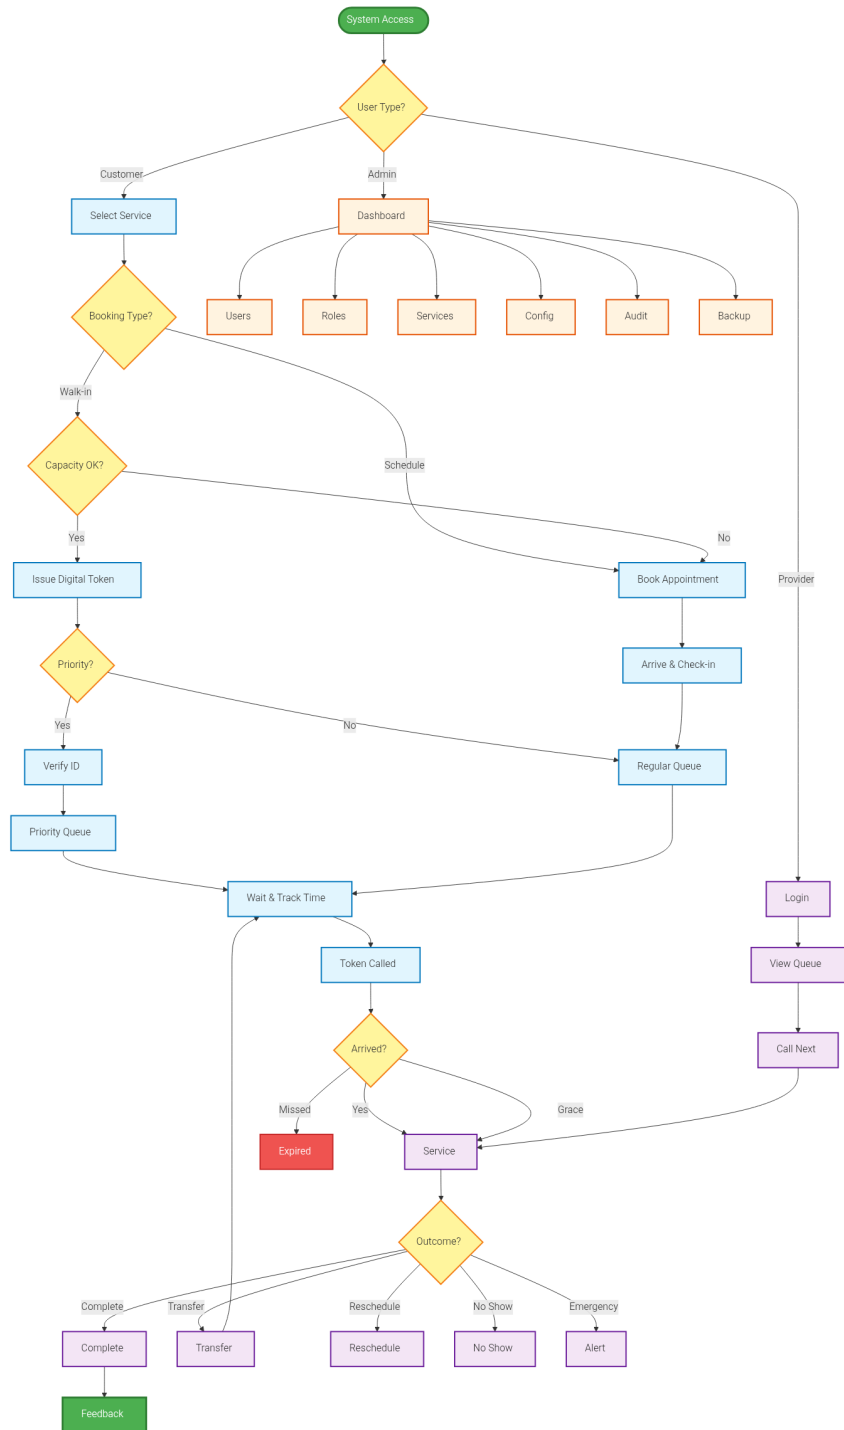 System Access
User Type?
Customer
Admin
Select Service
Dashboard
Booking Type?
Users
Roles
Services
Config
Audit
Backup
Walk-in
Capacity OK?
Schedule
Yes
No
Issue Digital Token
Book Appointment
Provider
Priority?
Arrive & Check-in
Yes
No
Verify ID
Regular Queue
Priority Queue
Wait & Track Time
Login
Token Called
View Queue
Arrived?
Call Next
Missed
Yes
Grace
Expired
Service
Outcome?
Complete
Transfer
Reschedule
No Show
Emergency
Complete
Transfer
Reschedule
No Show
Alert
Feedback